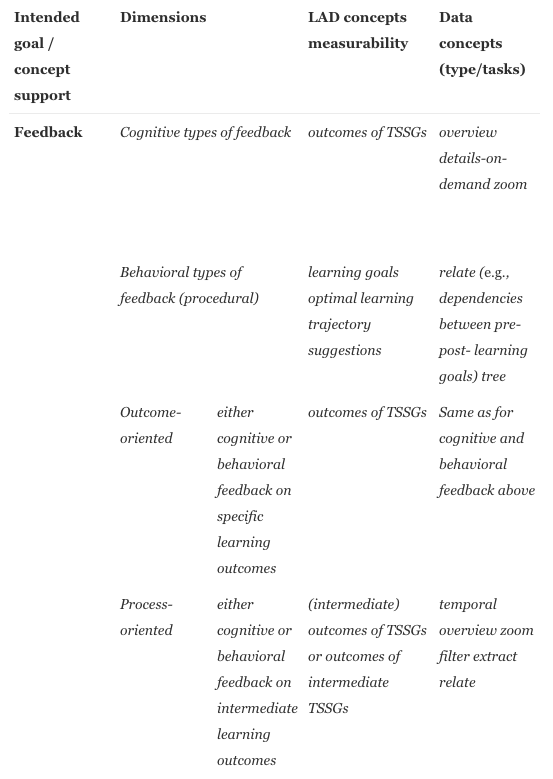 Intended goal / concept support
Dimensions
LAD concepts measurability
Data concepts (type/tasks)
Feedback
Cognitive types of feedback
outcomes of TSSGs
overview
details-on-
demand zoom
Behavioral types of
feedback (procedural)
learning goals
optimal learning
trajectory
suggestions
relate (e.g.,
dependencies
between pre-
post- learning
goals) tree
Outcome-
oriented
either
cognitive or
behavioral
feedback on
specific
learning
outcomes
outcomes of TSSGs
Same as for
cognitive and
behavioral
feedback above
Process-
oriented
either
cognitive or
behavioral
feedback on
intermediate
learning
outcomes
(intermediate)
outcomes of TSSGs
or outcomes of
intermediate
TSSGs
temporal
overview zoom
filter extract
relate